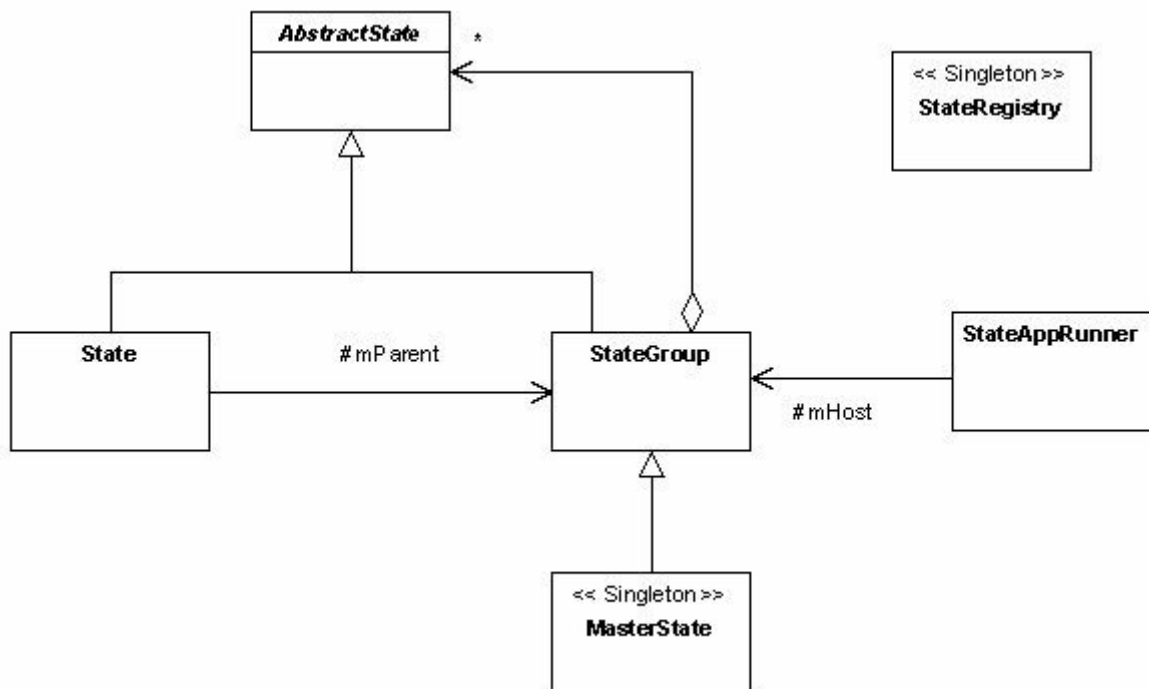 AbstractState
*
<< Singleton >>
StateRegistry
State
#mParent
StateGroup
StateAppRunner
#mHost
<< Singleton >>
MasterState